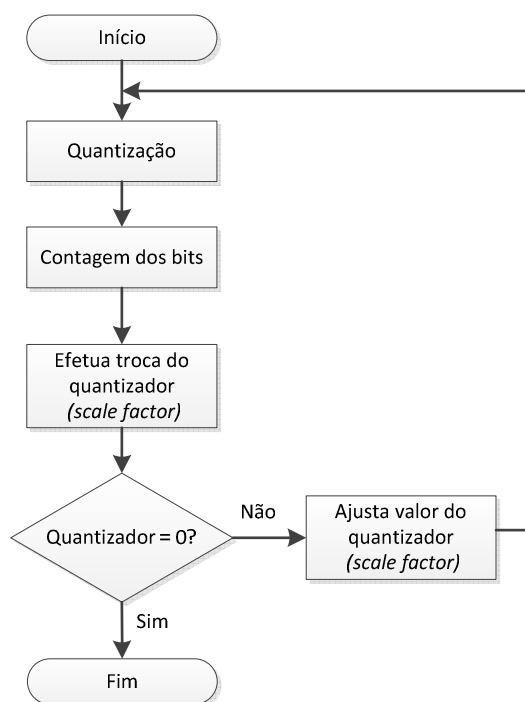 Início
Quantização
Contagem dos bits
Efetua troca do
quantizador
(scale factor)
Quantizador = 0?
Não
Ajusta valor do
quantizador
(scale factor)
Sim
Fim